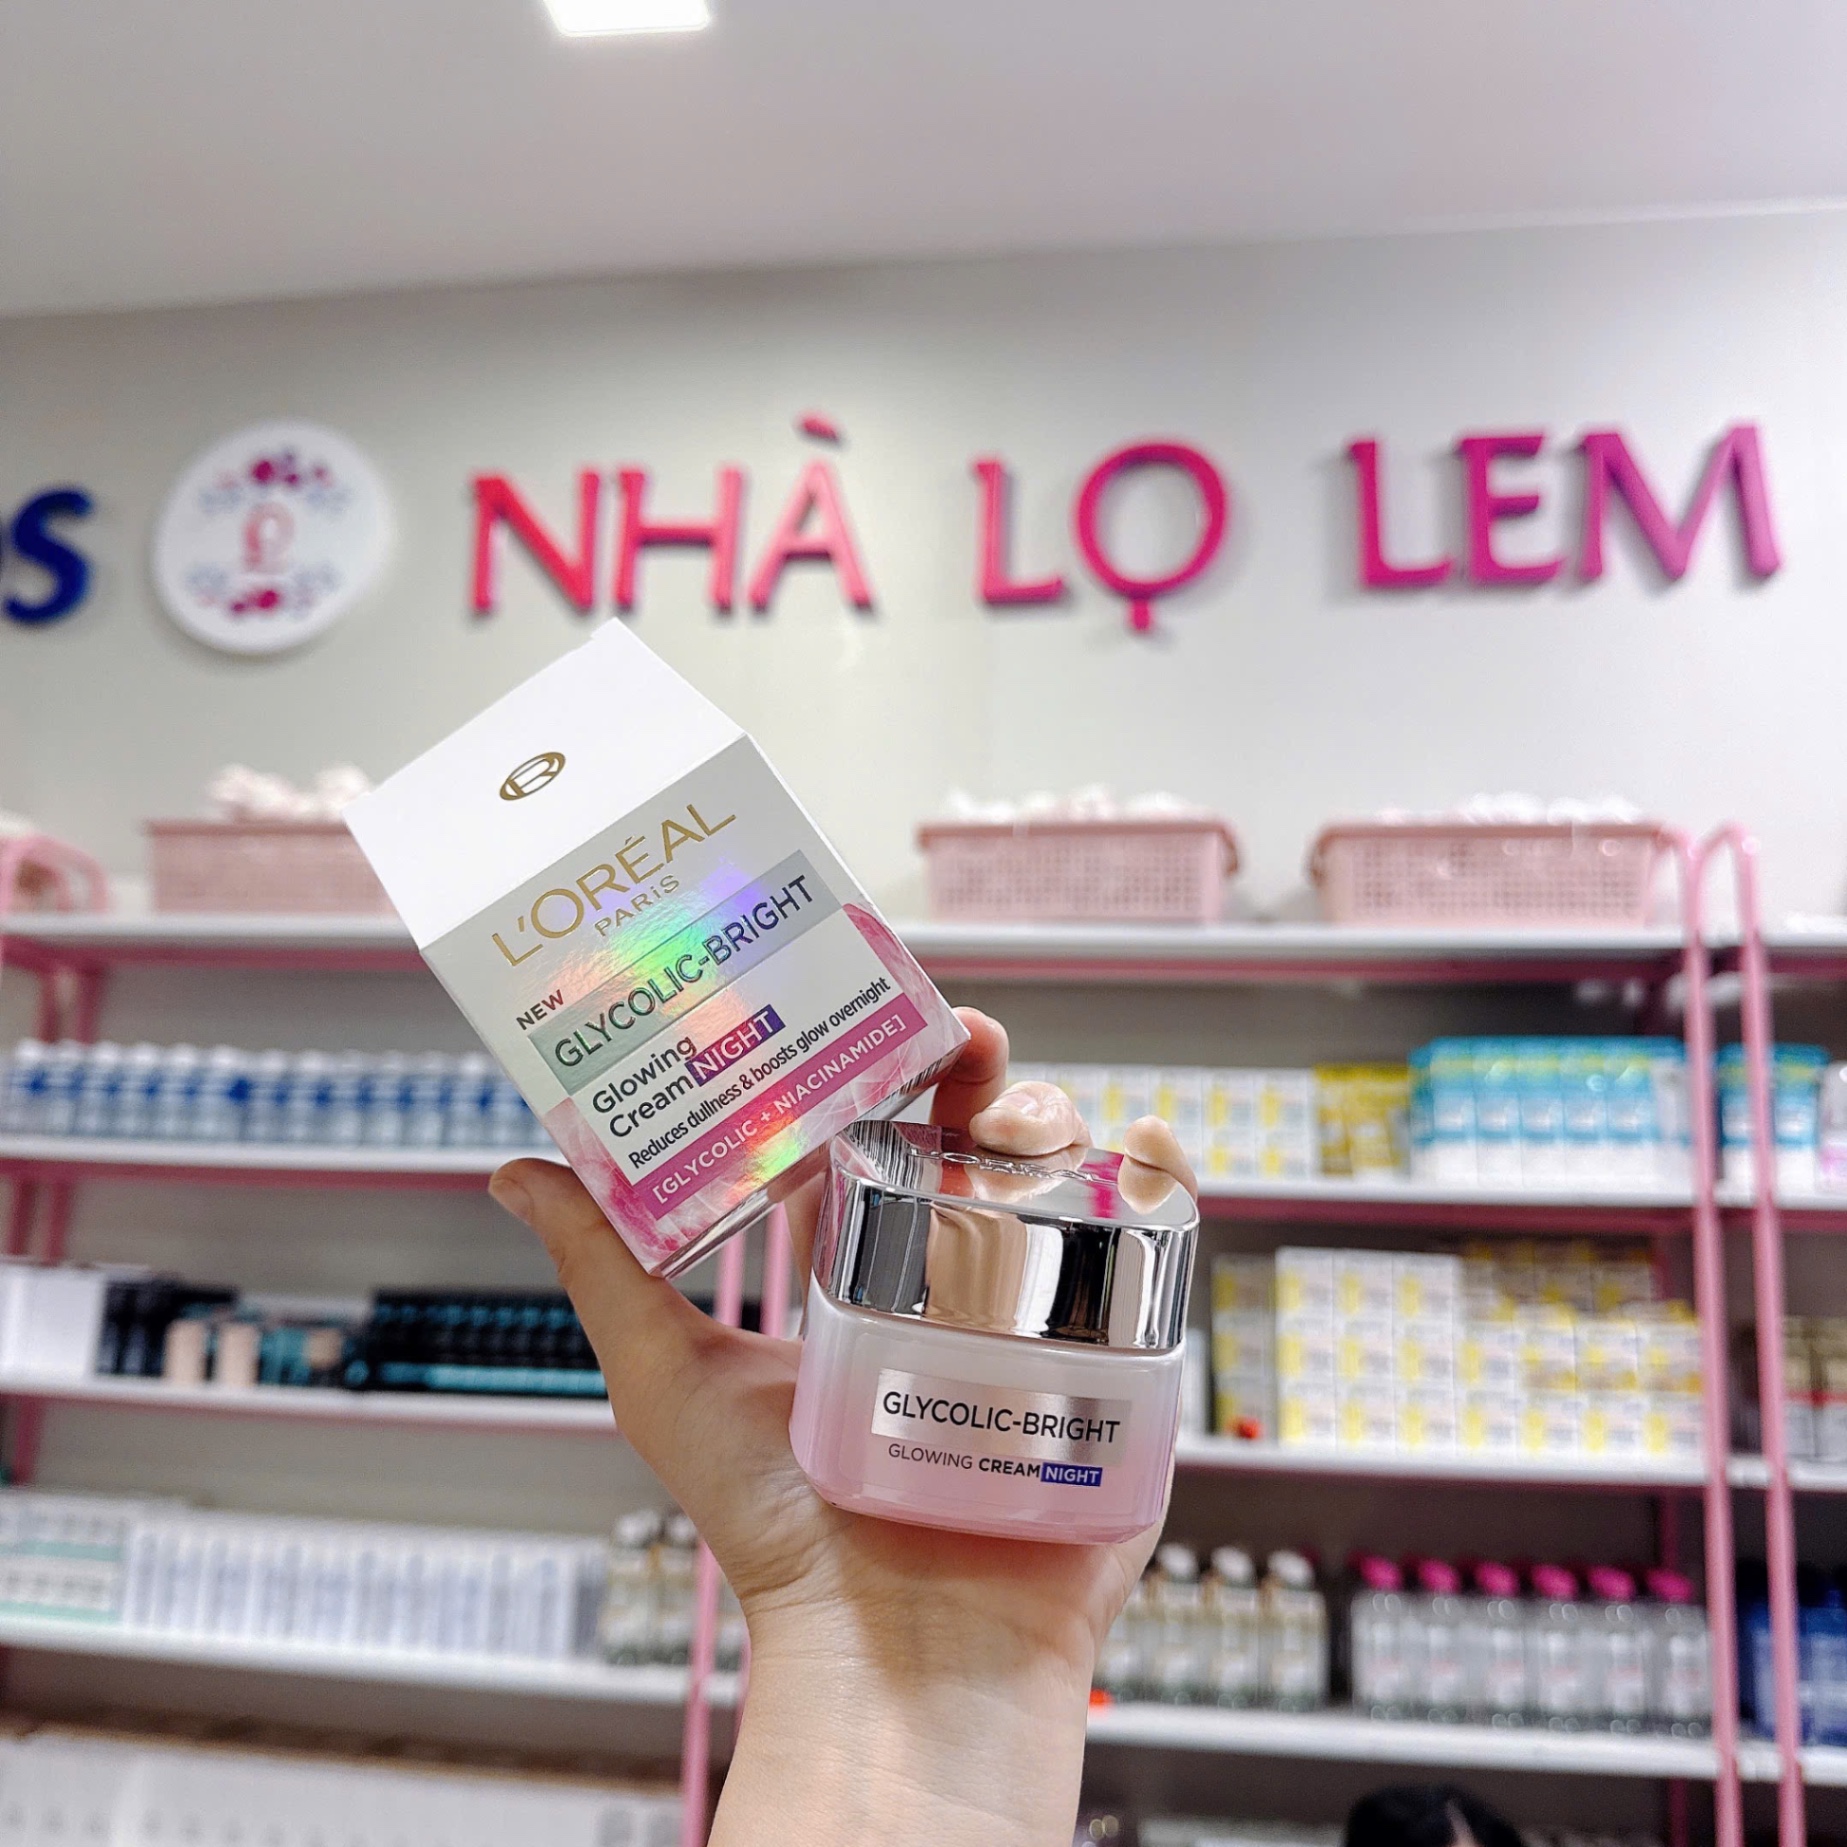 NHÀ LỌ LEM
L'ORÉAL
PARiS
NEW
GLYCOLIC-BRIGHT
Glowing
Cream NIGHT
Reduces dullness & boosts glow overnight
[GLYCOLIC + NIACINAMIDE]
GLYCOLIC-BRIGHT
GLOWING CREAM NIGHT